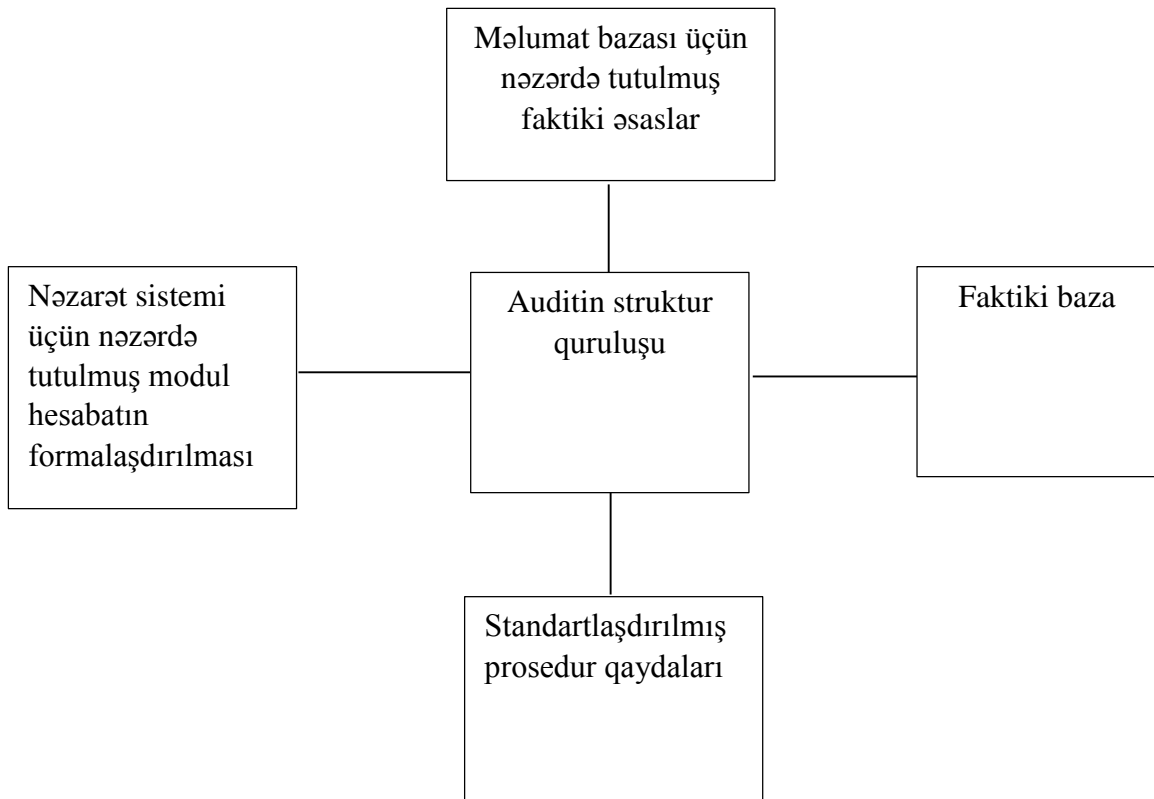 Məlumat bazası üçün
nəzərdə tutulmuş
faktiki əsaslar
Nəzarət sistemi
üçün nəzərdə
tutulmuş modul
hesabatın
formalaşdırılması
Auditin struktur
quruluşu
Faktiki baza
Standartlaşdırılmış
prosedur qaydaları